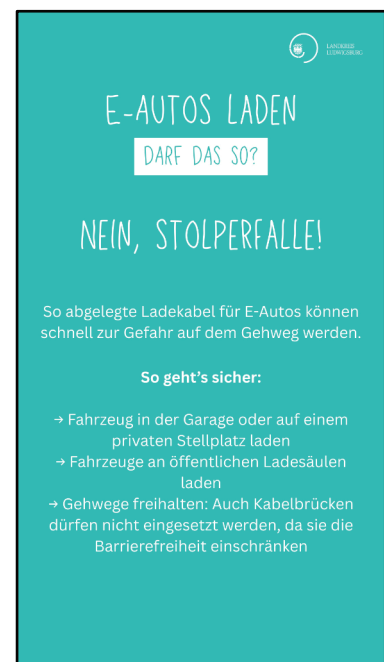 LANDKREIS
LUDWIGSBURG
E-AUTOS LADEN
DARF DAS SO?
NEIN, STOLPERFALLE!
So abgelegte Ladekabel für E-Autos können
schnell zur Gefahr auf dem Gehweg werden.
So geht's sicher:
→ Fahrzeug in der Garage oder auf einem
privaten Stellplatz laden
→ Fahrzeuge an öffentlichen Ladesäulen
laden
→ Gehwege freihalten: Auch Kabelbrücken
dürfen nicht eingesetzt werden, da sie die
Barrierefreiheit einschränken